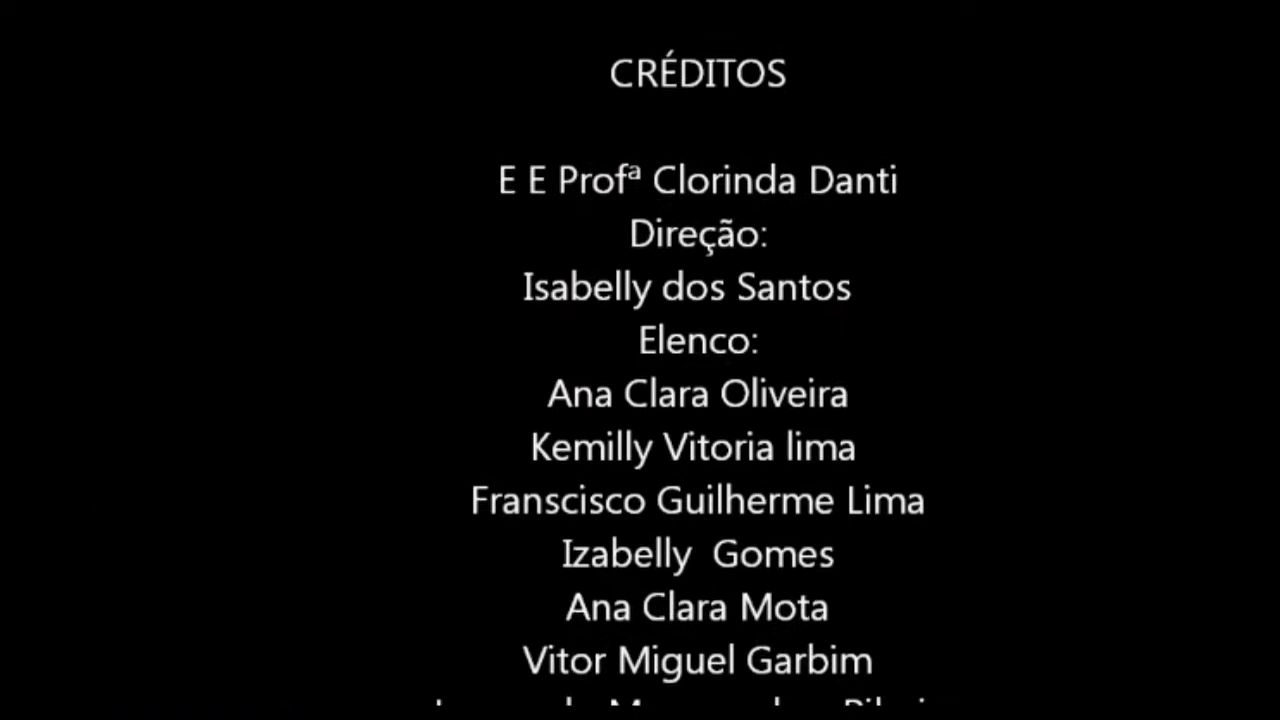 CRÉDITOS
E E Profª Clorinda Danti
Direção:
Isabelly dos Santos
Elenco:
Ana Clara Oliveira
Kemilly Vitoria lima
Franscisco Guilherme Lima
Izabelly  Gomes
Ana Clara Mota
Vitor Miguel Garbim